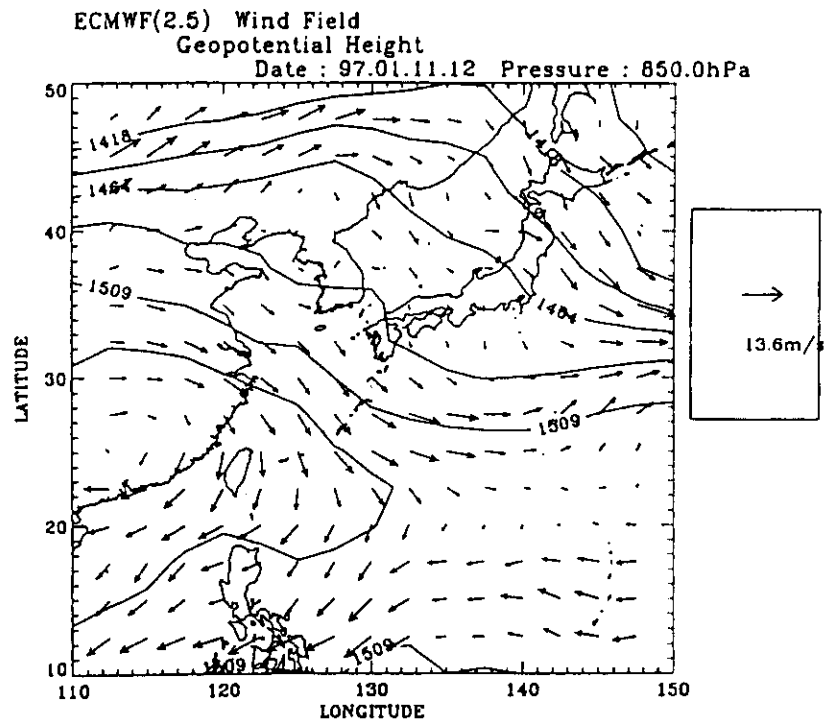 ECMWF(2.5) Wind Field
Geopotential Height
Date : 97.01.11.12 Pressure : 850.0hPa
50
1418
1464
40
1509
1464
13.6m/s
LATITUDE
30
1509
20
1509
1509
10
110 120 130 140 150
LONGITUDE